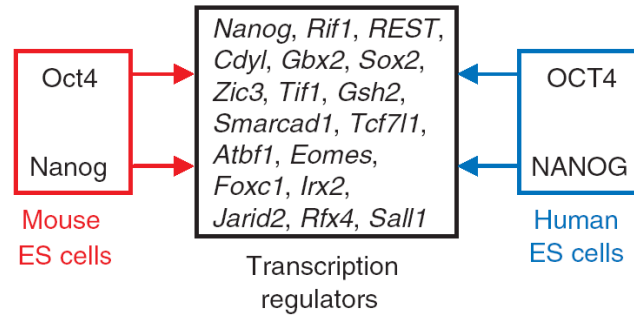 Oct4
Nanog
Mouse
ES cells
Nanog, Rif1, REST,
Cdyl, Gbx2, Sox2,
Zic3, Tif1, Gsh2,
Smarcad1, Tcf7l1,
Atbf1, Eomes,
Foxc1, Irx2,
Jarid2, Rfx4, Sall1
Transcription
regulators
OCT4
NANOG
Human
ES cells